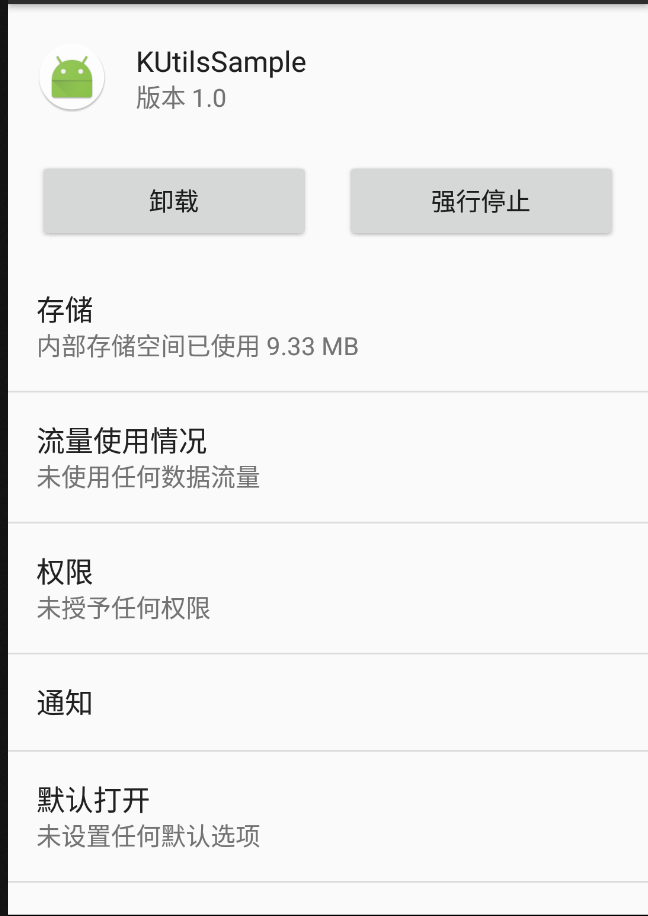 KUtilsSample
版本 1.0
卸载
强行停止
存储
内部存储空间已使用 9.33 MB
流量使用情况
未使用任何数据流量
权限
未授予任何权限
通知
默认打开
未设置任何默认选项